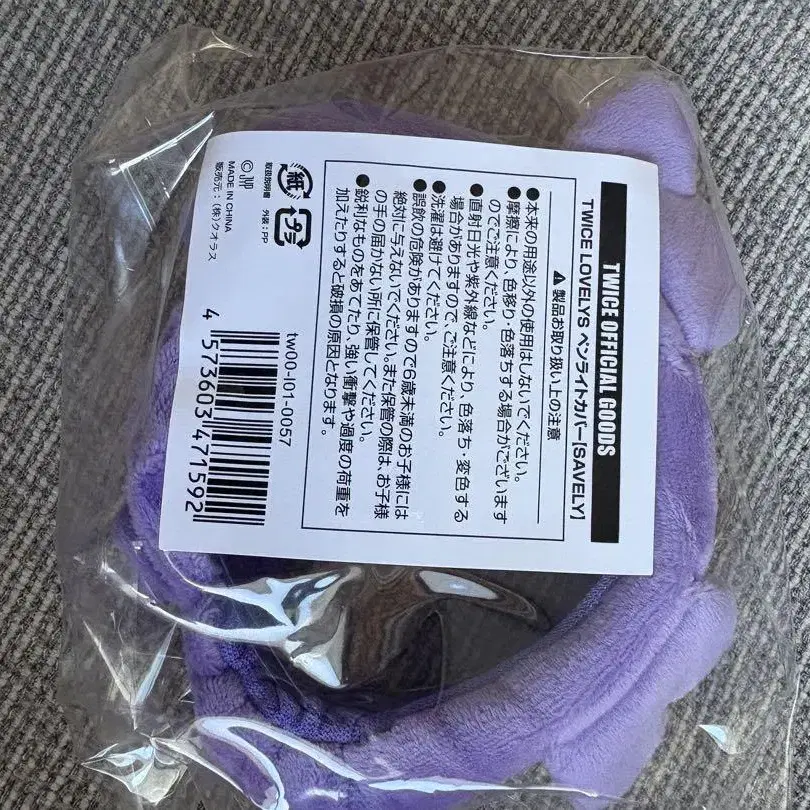 TWICE OFFICIAL GOODS
TWICE LOVELYS ペンライトカバー[SAVELY]
⚠製品お取り扱い上の注意
●本来の用途以外の使用はしないでください。
●摩擦により、色移り・色落ちする場合がございます
のでご注意ください。
●直射日光や紫外線などにより、色落ち・変色する
場合がありますので、ご注意ください。
●洗濯は避けてください。
●誤飲の危険がありますので6歳未満のお子様には
絶対に与えないでください。また保管の際は、お子様
の手の届かない所に保管してください。
●鋭利なものをあてたり、強い衝撃や過度の荷重を
加えたりすると破損の原因となります。
紙
取扱説明書
プラ
外装:PP
©JYP
MADE IN CHINA
販売元:(株)クオラス
tw00-I01-0057
4 573603 471592